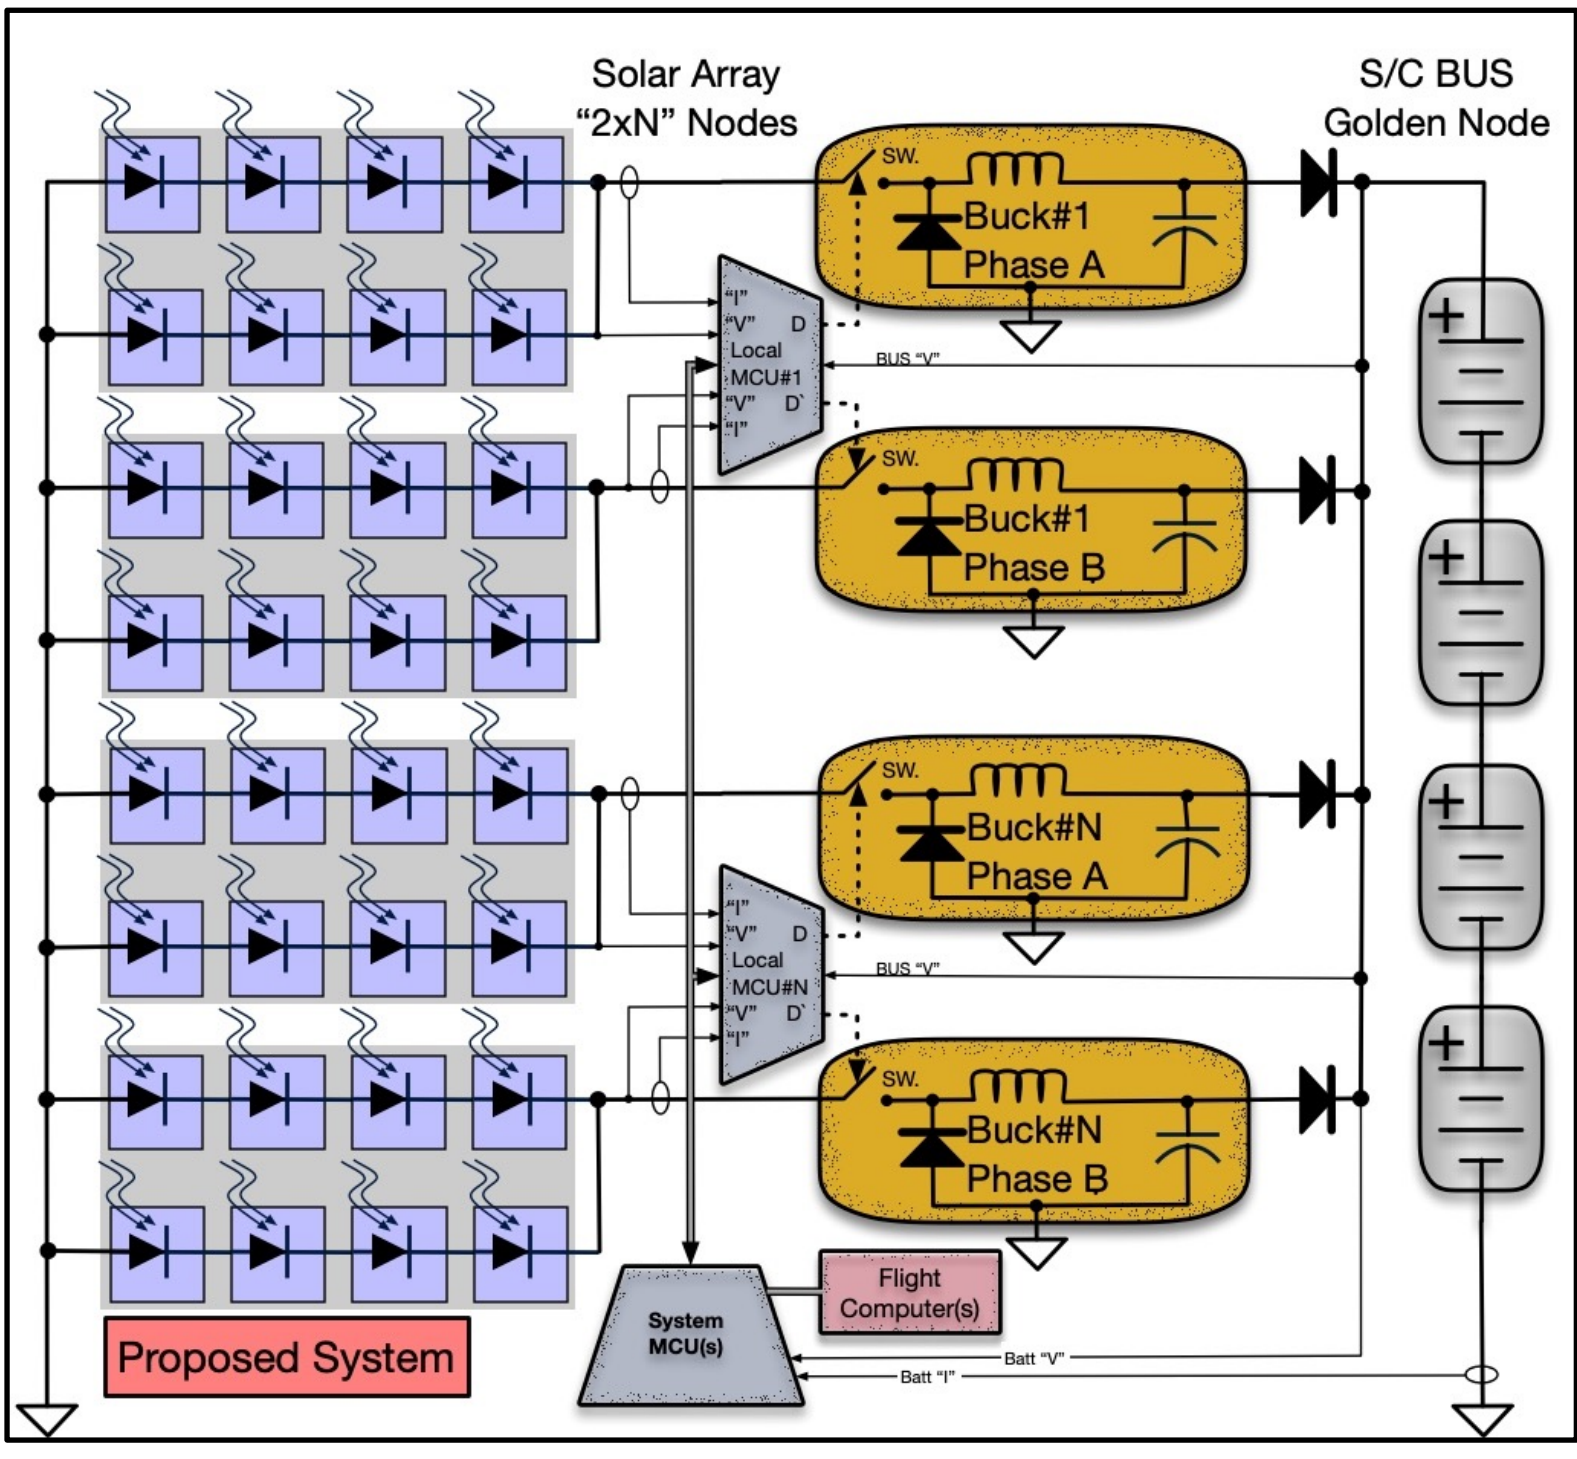 Solar Array
“2xN” Nodes
S/C BUS
Golden Node
SW.
Buck#1
Phase A
“I”
“V”
D
Local
MCU#1
“V”
D`
“I”
BUS “V”
SW.
Buck#1
Phase B
SW.
Buck#N
Phase A
“I”
“V”
D
Local
MCU#N
“V”
D`
“I”
BUS “V”
SW.
Buck#N
Phase B
+
+
+
+
System
MCU(s)
Flight
Computer(s)
Batt “V”
Batt “I”
Proposed System